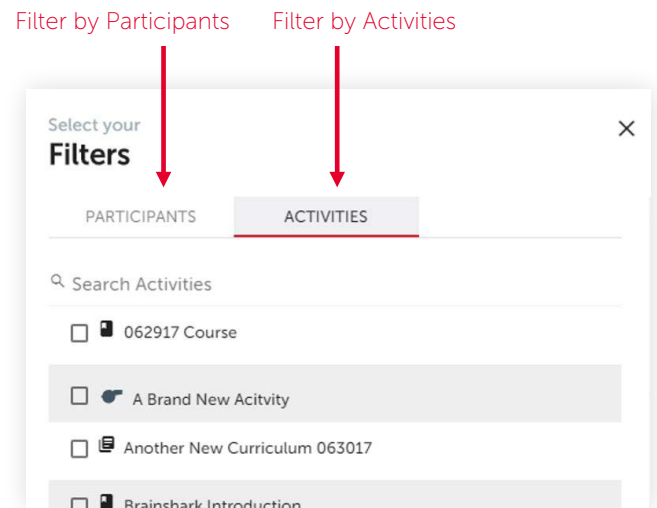 Filter by Participants Filter by Activities
Select your
Filters
PARTICIPANTS ACTIVITIES
Search Activities
062917 Course
A Brand New Acitvity
Another New Curriculum 063017
Brainshark Introduction